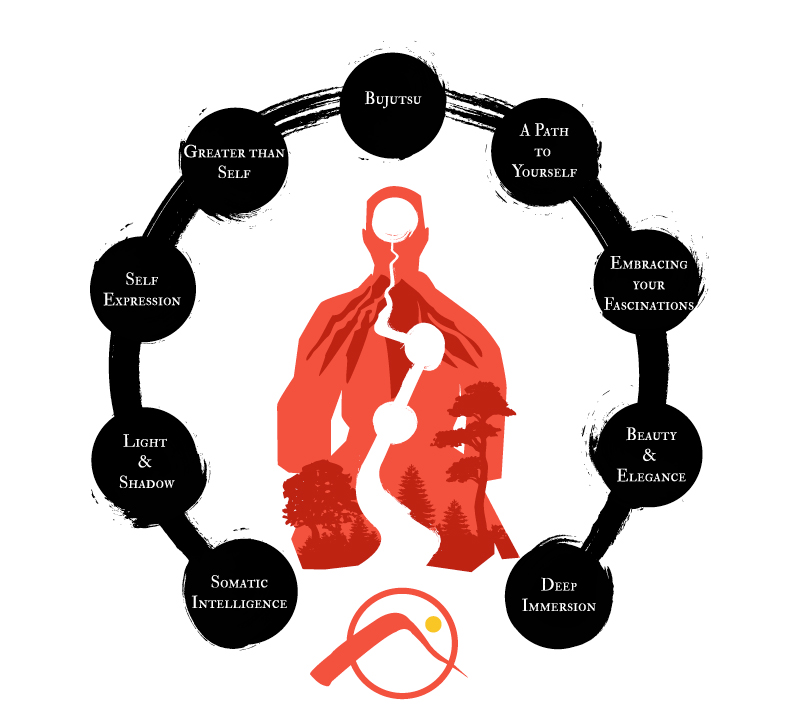 Bujutsu
A Path
to
Yourself
Embracing
your
Fascinations
Beauty
&
Elegance
Deep
Immersion
Somatic
Intelligence
Light
&
Shadow
Self
Expression
Greater than
Self